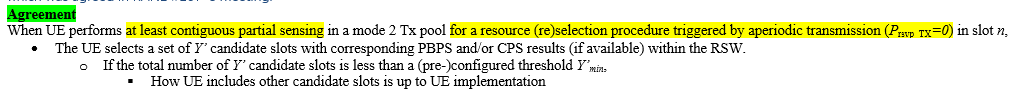 Agreement
When UE performs at least contiguous partial sensing in a mode 2 Tx pool for a resource (re)selection procedure triggered by aperiodic transmission (Prsvp_TX=0) in slot n,
• The UE selects a set of Y' candidate slots with corresponding PBPS and/or CPS results (if available) within the RSW.
o If the total number of Y' candidate slots is less than a (pre-)configured threshold Y'min,
▪ How UE includes other candidate slots is up to UE implementation